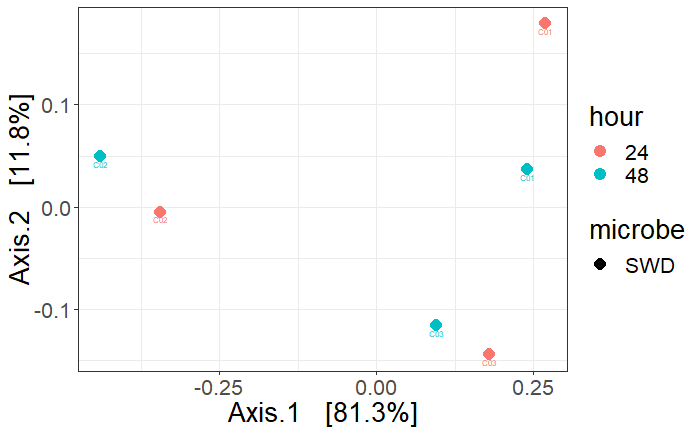 C01
0.1
C02
C01
0.0
C02
-0.1
C03
C03
-0.25
0.00
0.25
Axis.1 [81.3%]
Axis.2 [11.8%]
hour
24
48
microbe
SWD